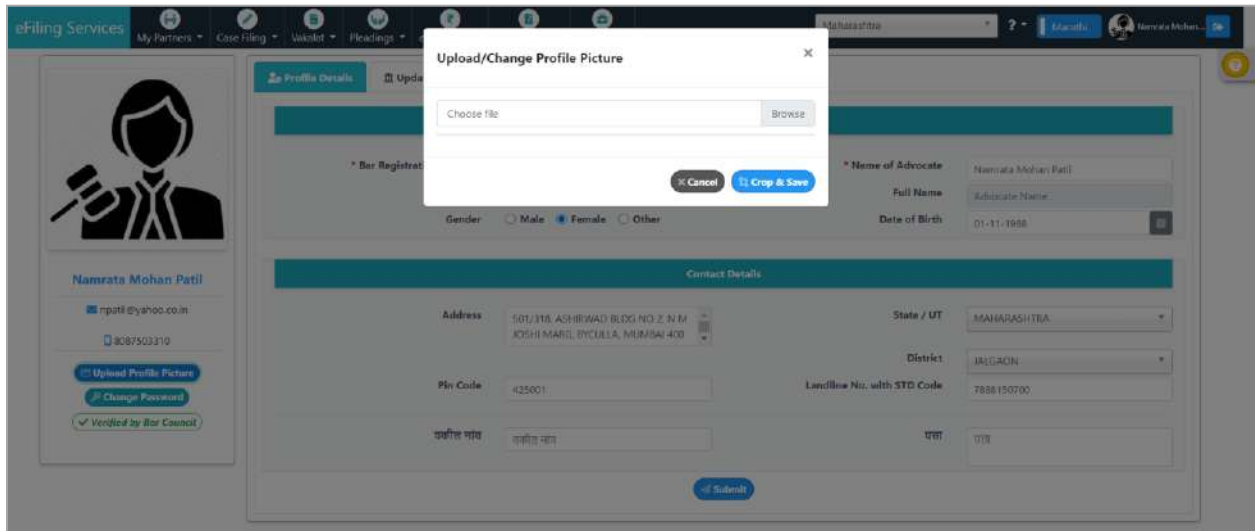 eFiling Services
My Partners
Case Filing
Vakalat
Pleadings
Maharashtra
?
Marathi
Namrata Mohan...
Upload/Change Profile Picture
×
Choose file
Browse
× Cancel
Crop & Save
Profile Details
Upda
* Bar Registrat
* Name of Advocate
Namrata Mohan Patil
Full Name
Advocate Name
Gender
Male
Female
Other
Date of Birth
01-11-1988
Namrata Mohan Patil
npatil@yahoo.co.in
8087503310
Upload Profile Picture
Change Password
Verified by Bar Council
Contact Details
Address
501/318, ASHIRWAD BLDG NO 2, N M
JOSHI MARG, BYCULLA, MUMBAI 400
State / UT
MAHARASHTRA
District
JALGAON
Pin Code
425001
Landline No. with STD Code
7888150700
वकील नांव
वकील नांव
पत्ता
पत्ता
Submit